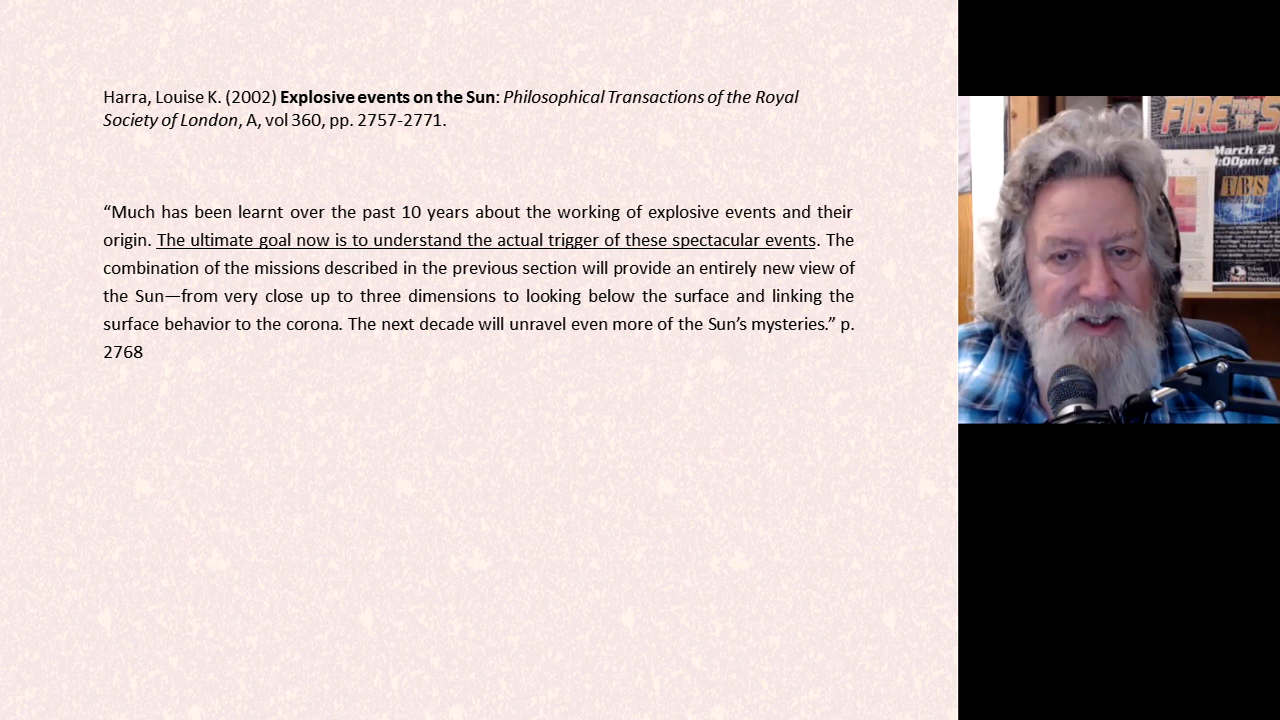 Harra, Louise K. (2002) Explosive events on the Sun: Philosophical Transactions of the Royal
Society of London, A, vol 360, pp. 2757-2771.
“Much has been learnt over the past 10 years about the working of explosive events and their
origin. The ultimate goal now is to understand the actual trigger of these spectacular events. The
combination of the missions described in the previous section will provide an entirely new view of
the Sun—from very close up to three dimensions to looking below the surface and linking the
surface behavior to the corona. The next decade will unravel even more of the Sun’s mysteries.” p.
2768
FIRE FROM THE S
March 23
:00pm/et
TBS